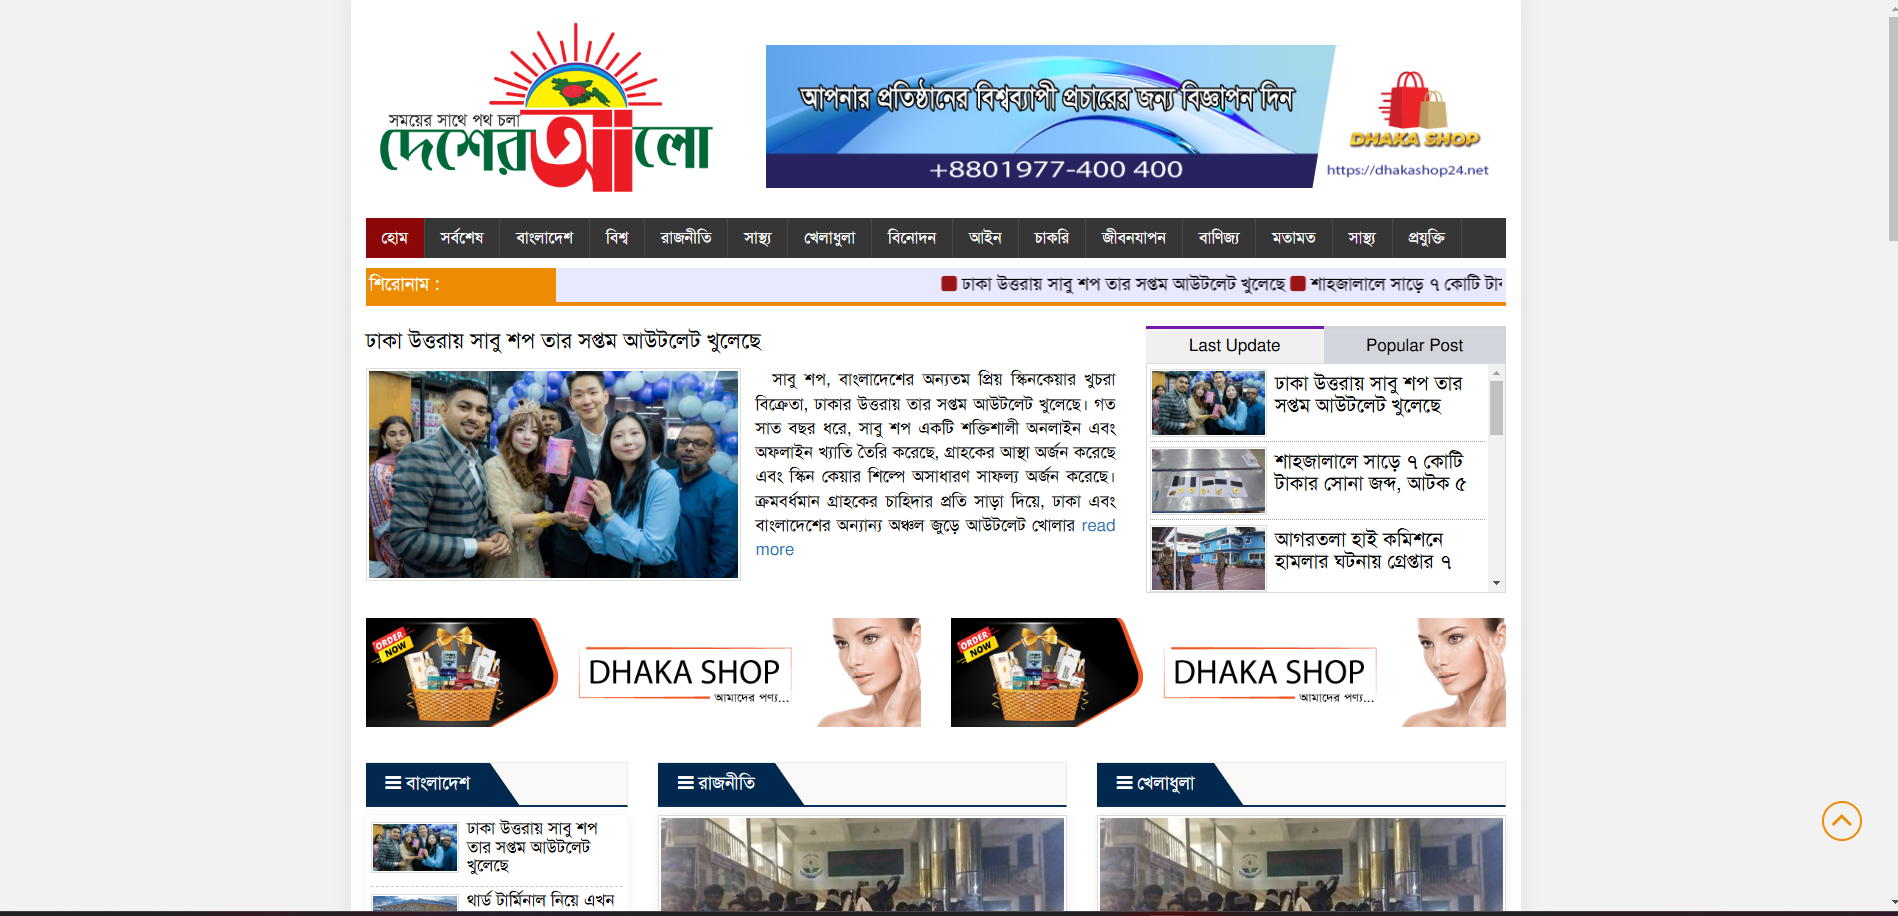 সময়ের সাথে পথ চলা
দেশের আলো
আপনার প্রতিষ্ঠানের বিশ্বব্যাপী প্রচারের জন্য বিজ্ঞাপন দিন
+8801977-400 400
DHAKA SHOP
https://dhakashop24.net
হোম সর্বশেষ বাংলাদেশ বিশ্ব রাজনীতি সাস্থ্য খেলাধুলা বিনোদন আইন চাকরি জীবনযাপন বাণিজ্য মতামত সাস্থ্য প্রযুক্তি
শিরোনাম :
ঢাকা উত্তরায় সাবু শপ তার সপ্তম আউটলেট খুলেছে শাহজালালে সাড়ে ৭ কোটি
ঢাকা উত্তরায় সাবু শপ তার সপ্তম আউটলেট খুলেছে
সাবু শপ, বাংলাদেশের অন্যতম প্রিয় স্কিনকেয়ার খুচরা
বিক্রেতা, ঢাকার উত্তরায় তার সপ্তম আউটলেট খুলেছে। গত
সাত বছর ধরে, সাবু শপ একটি শক্তিশালী অনলাইন এবং
অফলাইন খ্যাতি তৈরি করেছে, গ্রাহকের আস্থা অর্জন করেছে
এবং স্কিন কেয়ার শিল্পে অসাধারণ সাফল্য অর্জন করেছে।
ক্রমবর্ধমান গ্রাহকের চাহিদার প্রতি সাড়া দিয়ে, ঢাকা এবং
বাংলাদেশের অন্যান্য অঞ্চল জুড়ে আউটলেট খোলার read
more
Last Update
Popular Post
ঢাকা উত্তরায় সাবু শপ তার
সপ্তম আউটলেট খুলেছে
শাহজালালে সাড়ে ৭ কোটি
টাকার সোনা জব্দ, আটক ৫
আগরতলা হাই কমিশনে
হামলার ঘটনায় গ্রেপ্তার ৭
ORDER
NOW
DHAKA SHOP
আমাদের পণ্য...
ORDER
NOW
DHAKA SHOP
আমাদের পণ্য...
বাংলাদেশ
ঢাকা উত্তরায় সাবু শপ
তার সপ্তম আউটলেট
খুলেছে
থার্ড টার্মিনাল নিয়ে এখন
রাজনীতি
খেলাধুলা